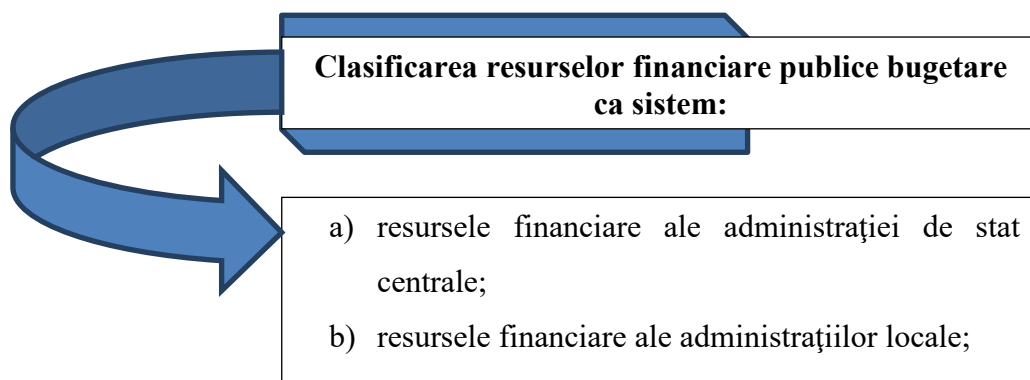 Clasificarea resurselor financiare publice bugetare
ca sistem:
a) resursele financiare ale administraţiei de stat
centrale;
b) resursele financiare ale administraţiilor locale;